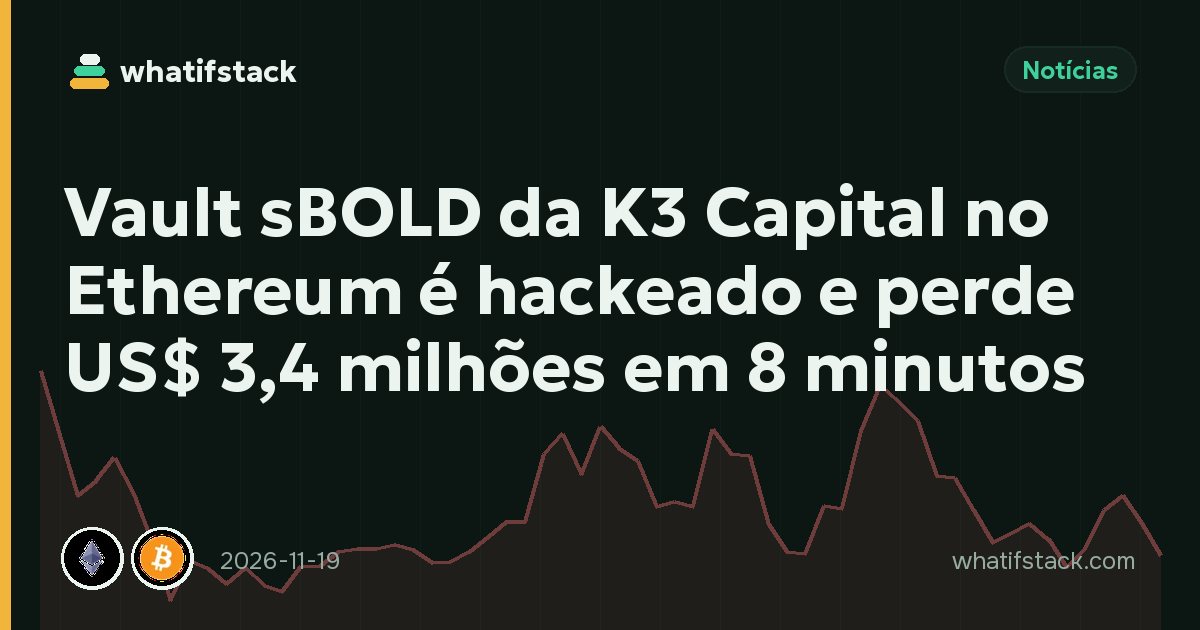 whatifstack
Notícias
Vault sBOLD da K3 Capital no
Ethereum é hackeado e perde
US$ 3,4 milhões em 8 minutos
2026-11-19
whatifstack.com